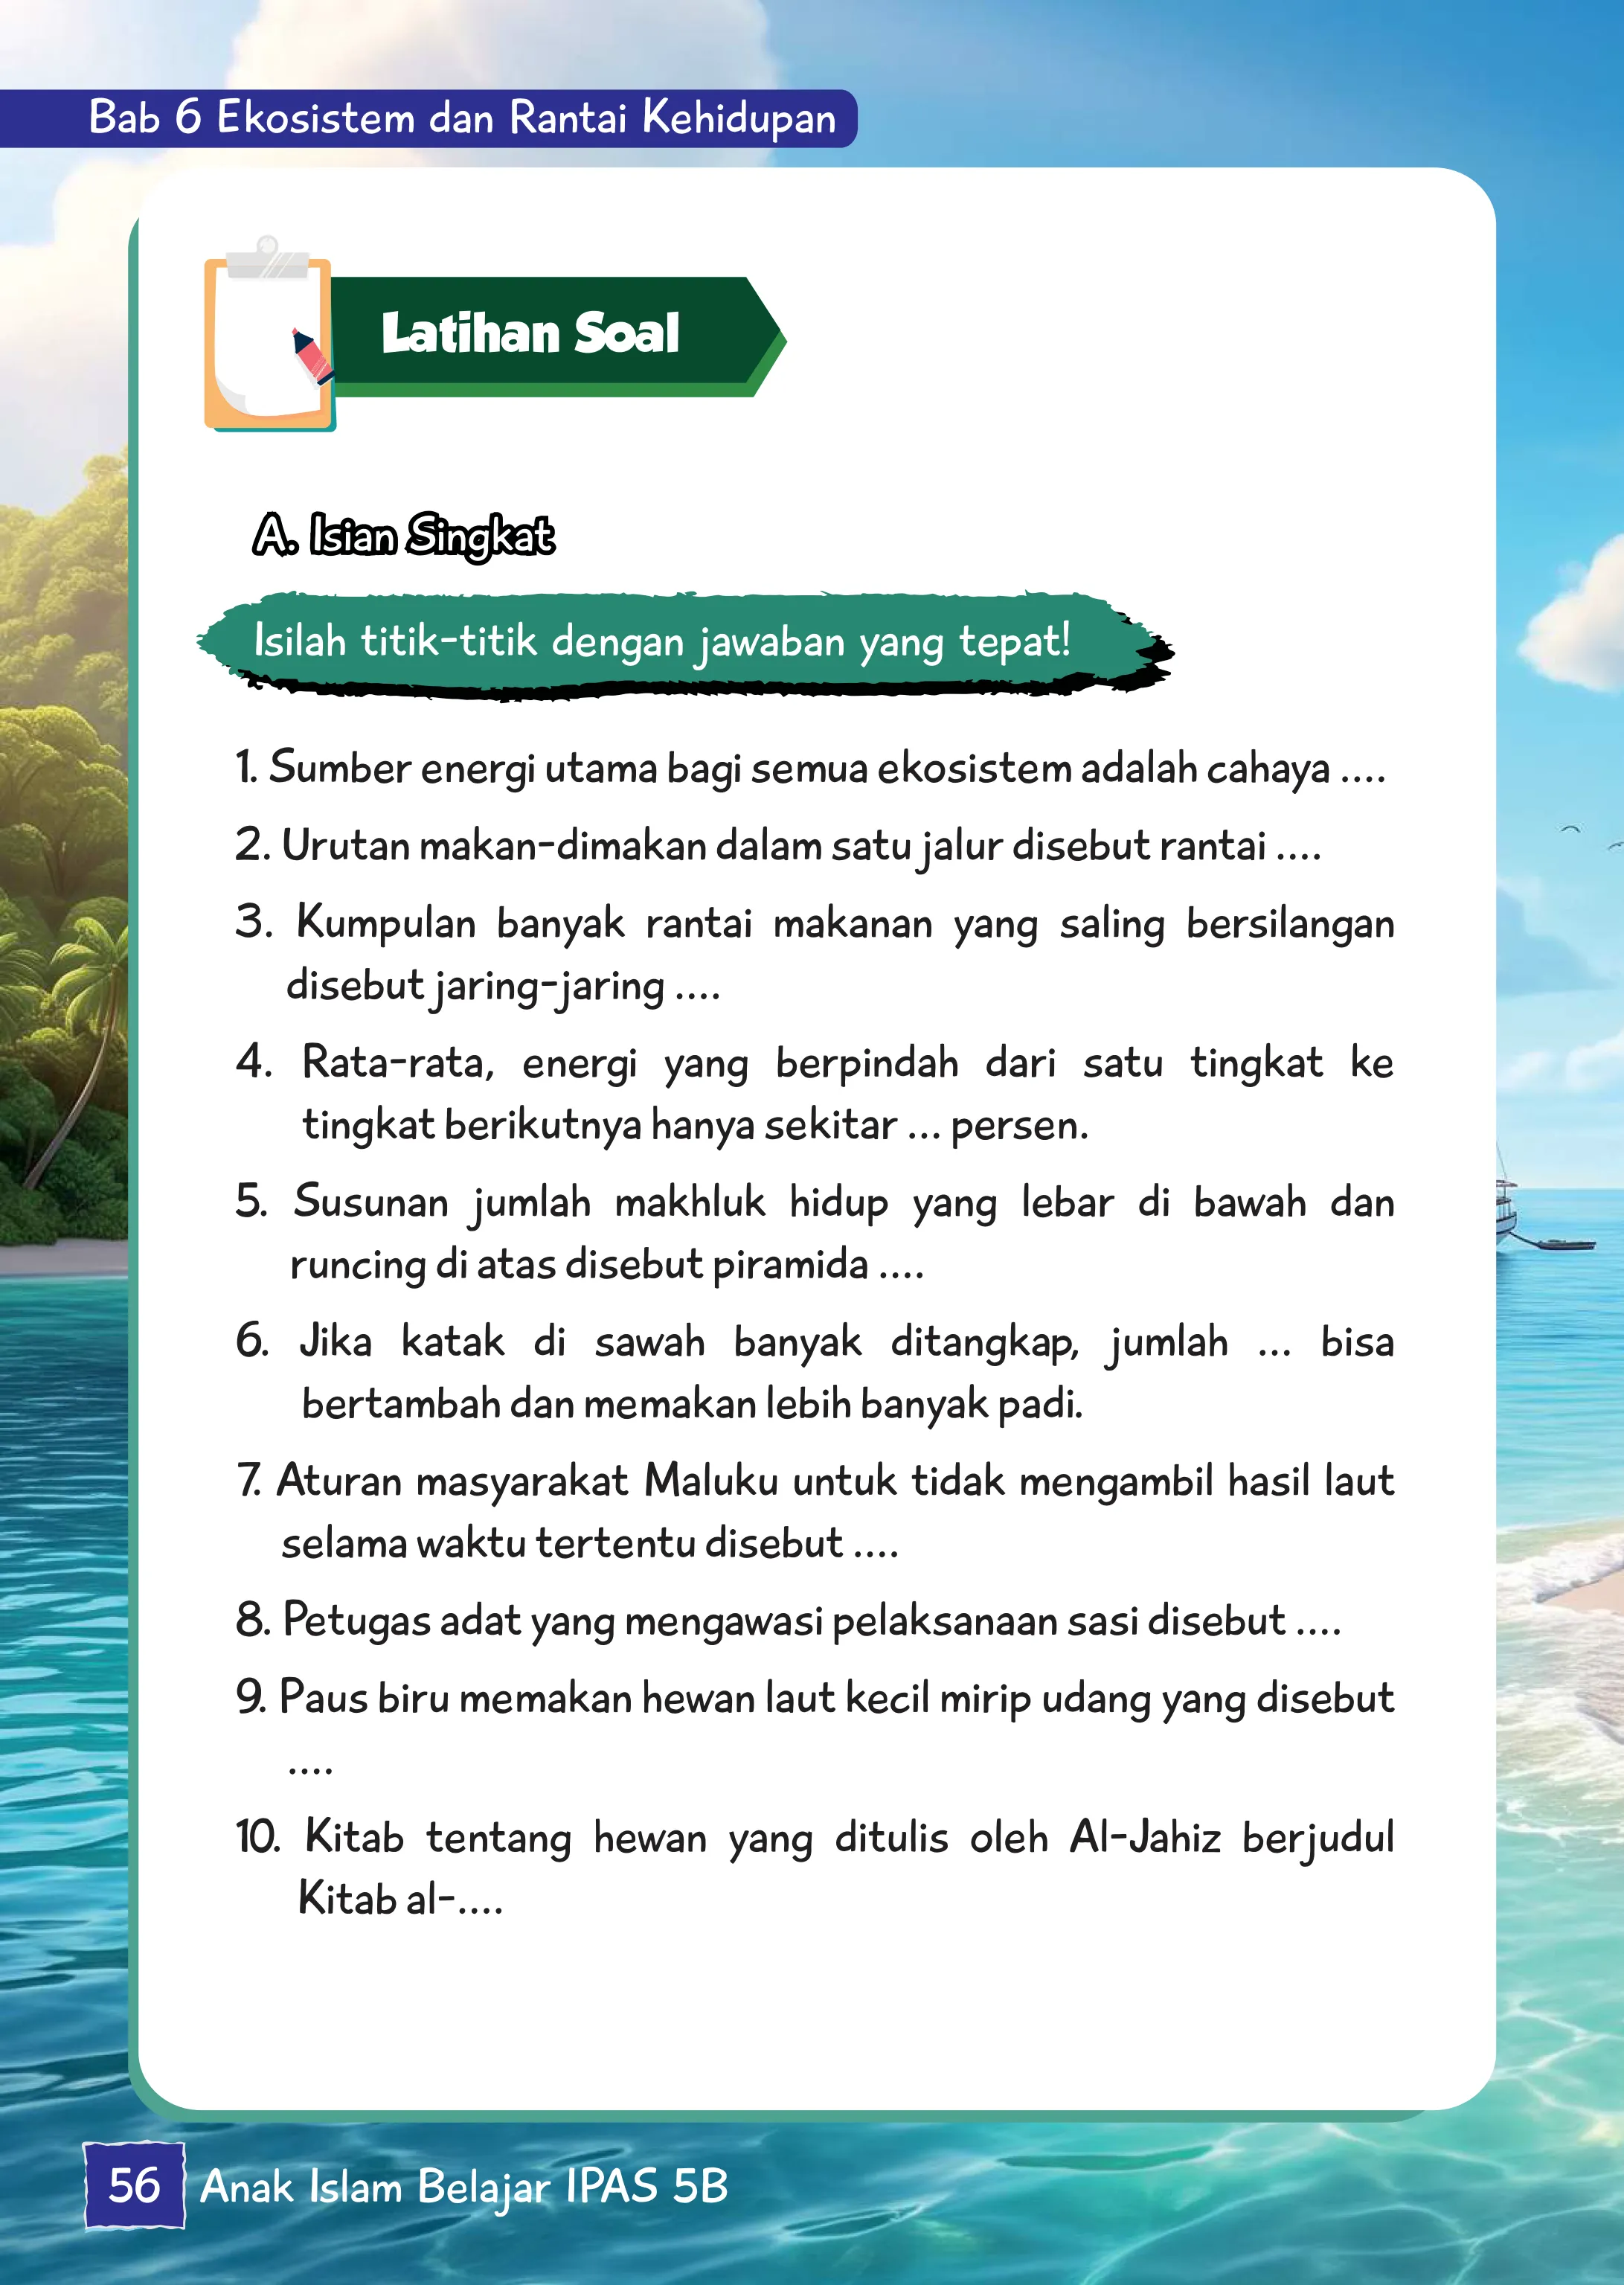 Bab 6 Ekosistem dan Rantai Kehidupan
Latihan Soal
A. Isian Singkat
Isilah titik-titik dengan jawaban yang tepat!
1. Sumber energi utama bagi semua ekosistem adalah cahaya ....
2. Urutan makan-dimakan dalam satu jalur disebut rantai ....
3. Kumpulan banyak rantai makanan yang saling bersilangan
disebut jaring-jaring ....
4. Rata-rata, energi yang berpindah dari satu tingkat ke
tingkat berikutnya hanya sekitar ... persen.
5. Susunan jumlah makhluk hidup yang lebar di bawah dan
runcing di atas disebut piramida ....
6. Jika katak di sawah banyak ditangkap, jumlah ... bisa
bertambah dan memakan lebih banyak padi.
7. Aturan masyarakat Maluku untuk tidak mengambil hasil laut
selama waktu tertentu disebut ....
8. Petugas adat yang mengawasi pelaksanaan sasi disebut ....
9. Paus biru memakan hewan laut kecil mirip udang yang disebut
....
10. Kitab tentang hewan yang ditulis oleh Al-Jahiz berjudul
Kitab al-....
56 Anak Islam Belajar IPAS 5B